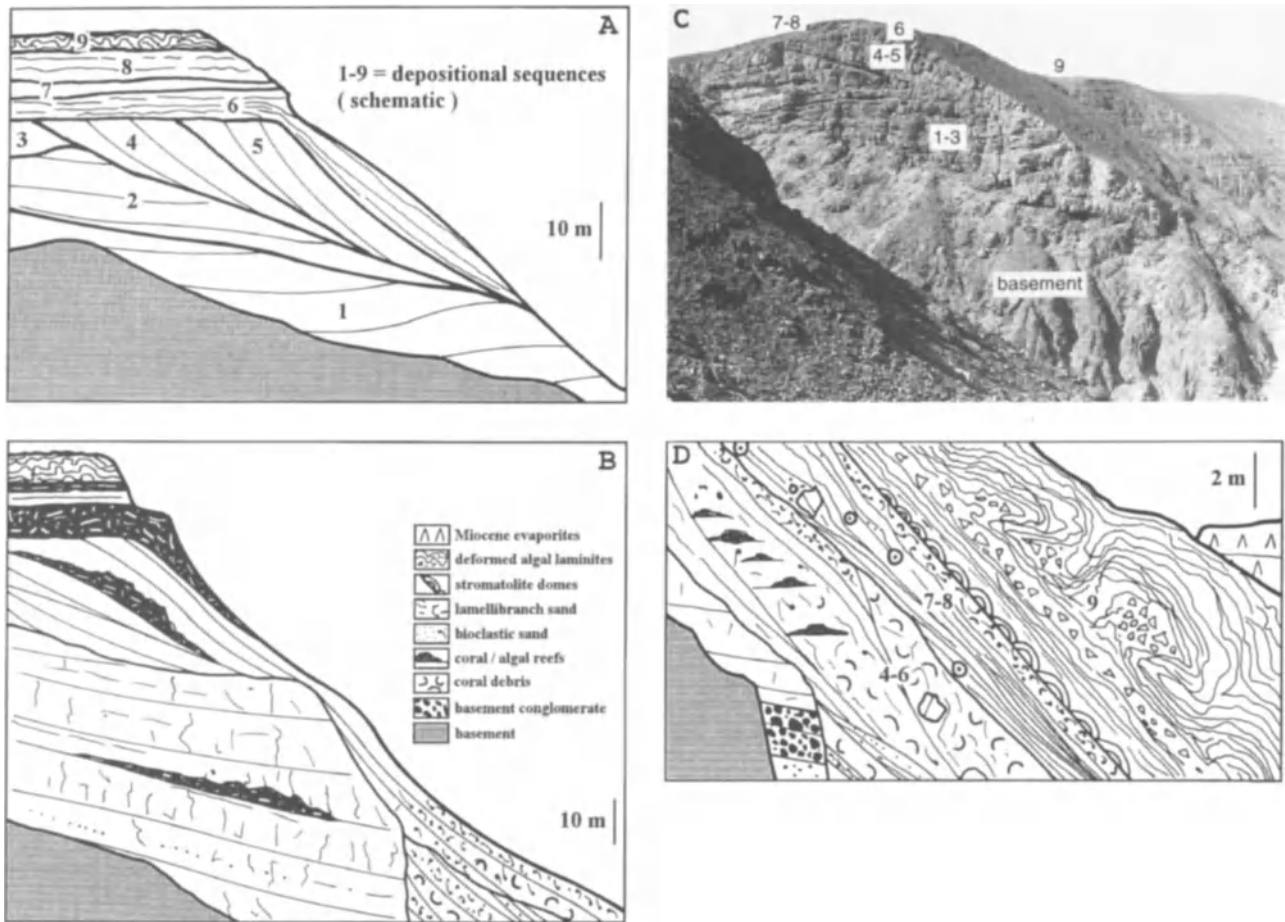 A
9
8
7
6
3
4
5
2
1
1-9 = depositional sequences
( schematic )
10 m
C
7-8
6
4-5
9
1-3
basement
B
Miocene evaporites
deformed algal laminites
stromatolite domes
lamellibranch sand
bioclastic sand
coral / algal reefs
coral debris
basement conglomerate
basement
10 m
D
2 m
7-8
9
4-6